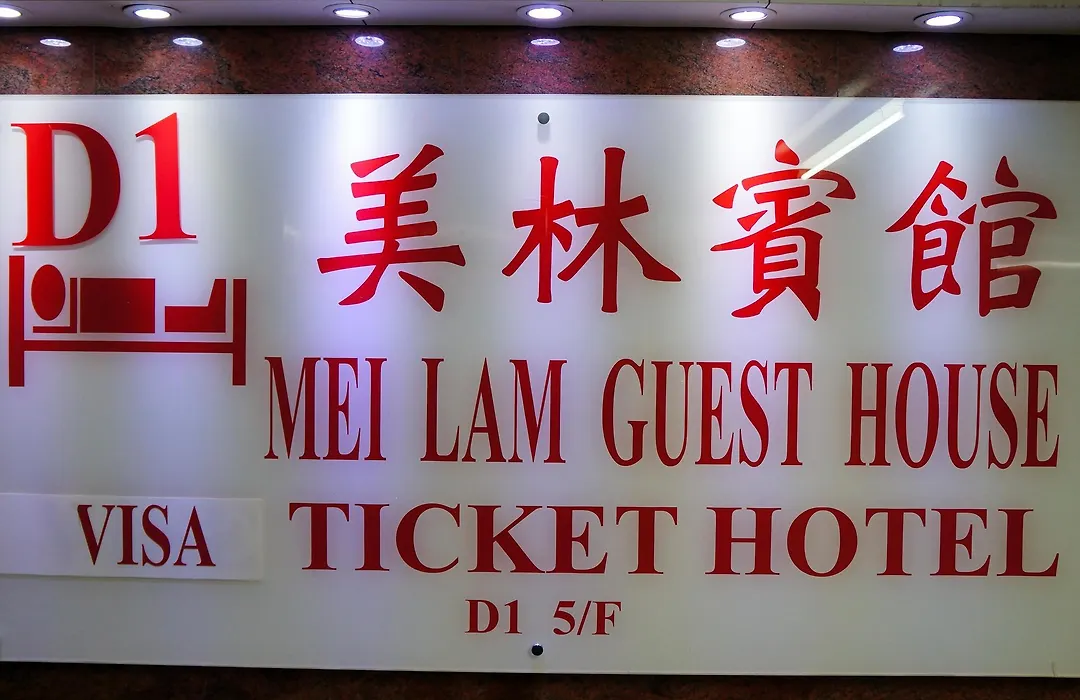 D1
美林賓館
MEI LAM GUEST HOUSE
VISA
TICKET HOTEL
D1 5/F